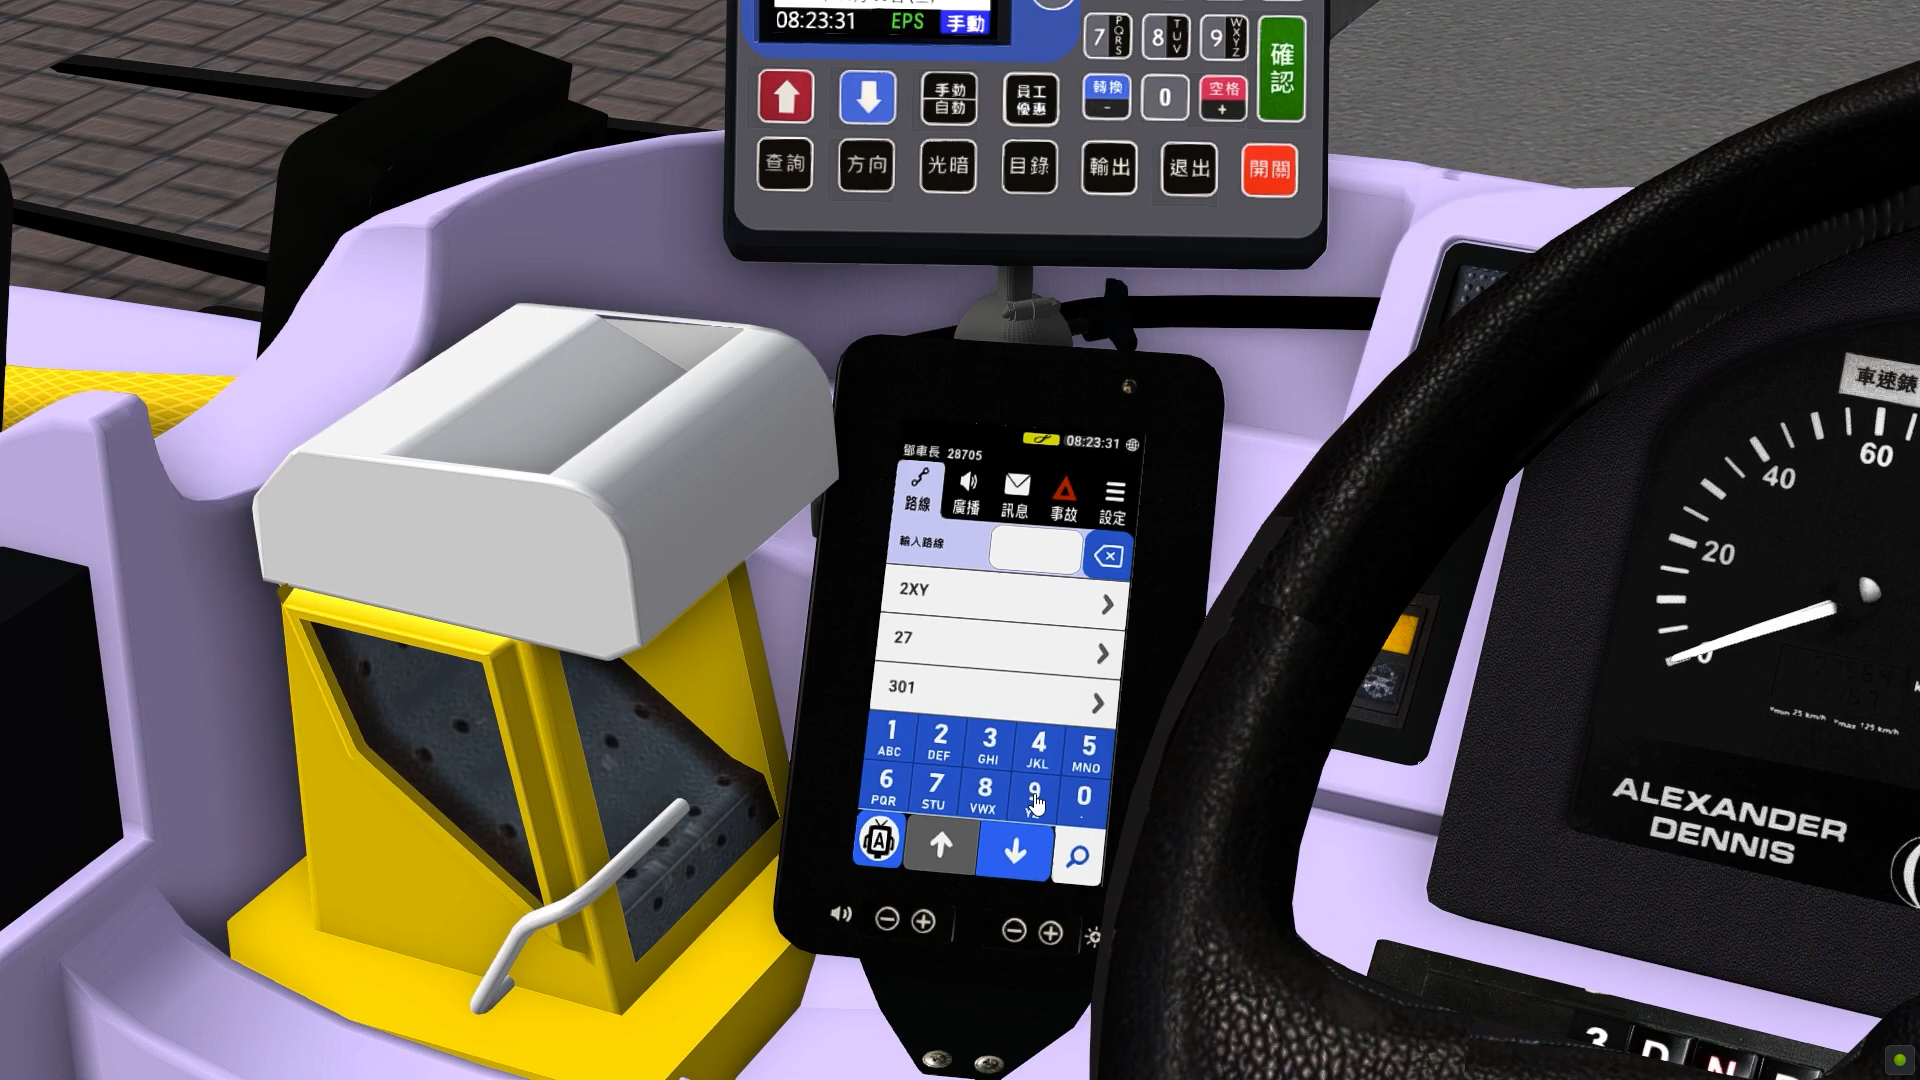 08:23:31 EPS 手動
7 PQRS 8 TUV 9 WXYZ 確認
手動 自動
員工優惠
轉換 - 0 空格 +
查詢 方向 光暗 目錄 輸出 退出 開關
08:23:31
鄧車長 28705
路線 廣播 訊息 事故 設定
輸入路線
2XY
27
301
1 2 3 4 5
ABC DEF GHI JKL MNO
6 7 8 9 0
PQR STU VWX
A
車速錶
60
40
20
0
ALEXANDER
DENNIS
3 D N